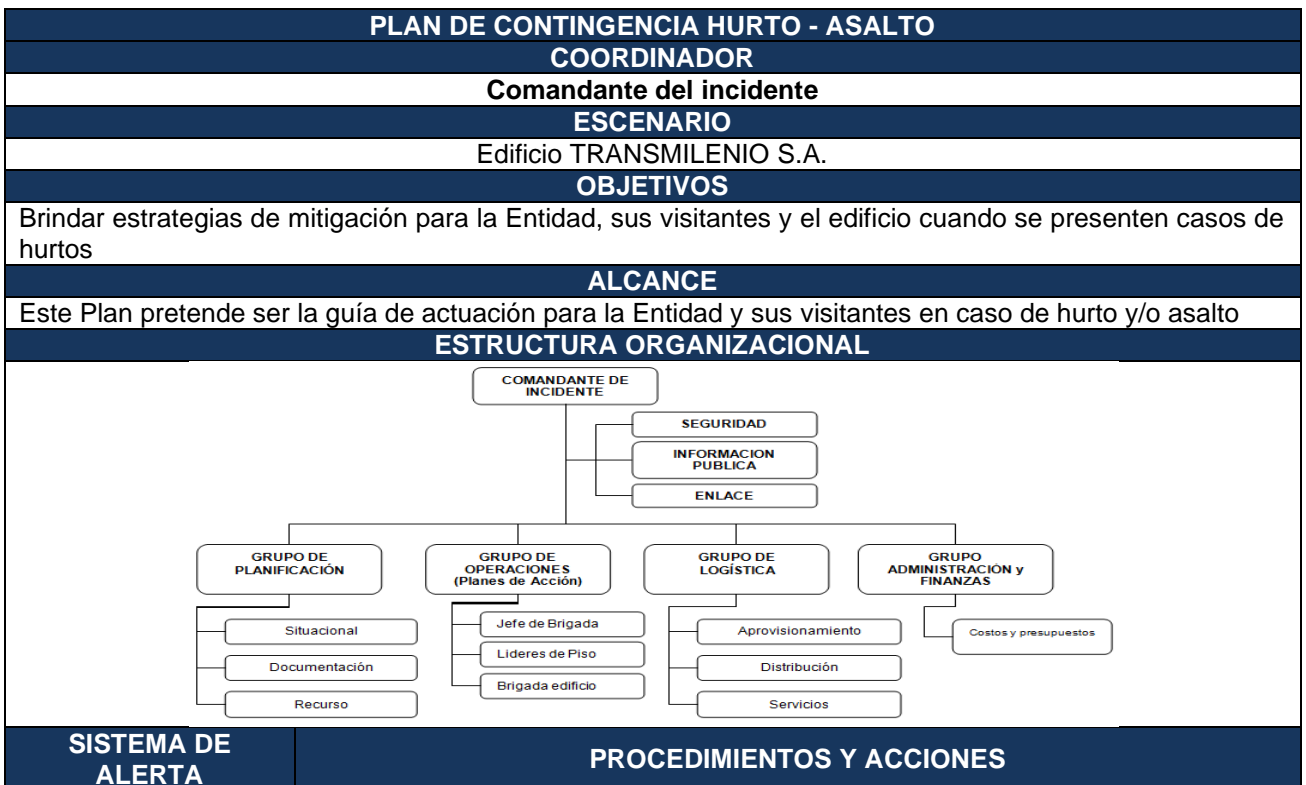 PLAN DE CONTINGENCIA HURTO - ASALTO
COORDINADOR
Comandante del incidente
ESCENARIO
Edificio TRANSMILENIO S.A.
OBJETIVOS
Brindar estrategias de mitigación para la Entidad, sus visitantes y el edificio cuando se presenten casos de
hurtos
ALCANCE
Este Plan pretende ser la guía de actuación para la Entidad y sus visitantes en caso de hurto y/o asalto
ESTRUCTURA ORGANIZACIONAL
COMANDANTE DE
INCIDENTE
SEGURIDAD
INFORMACION
PUBLICA
ENLACE
GRUPO DE
PLANIFICACIÓN
Situacional
Documentación
Recurso
GRUPO DE
OPERACIONES
(Planes de Acción)
Jefe de Brigada
Lideres de Piso
Brigada edificio
GRUPO DE
LOGÍSTICA
Aprovisionamiento
Distribución
Servicios
GRUPO
ADMINISTRACIÓN y
FINANZAS
Costos y presupuestos
SISTEMA DE
ALERTA
PROCEDIMIENTOS Y ACCIONES